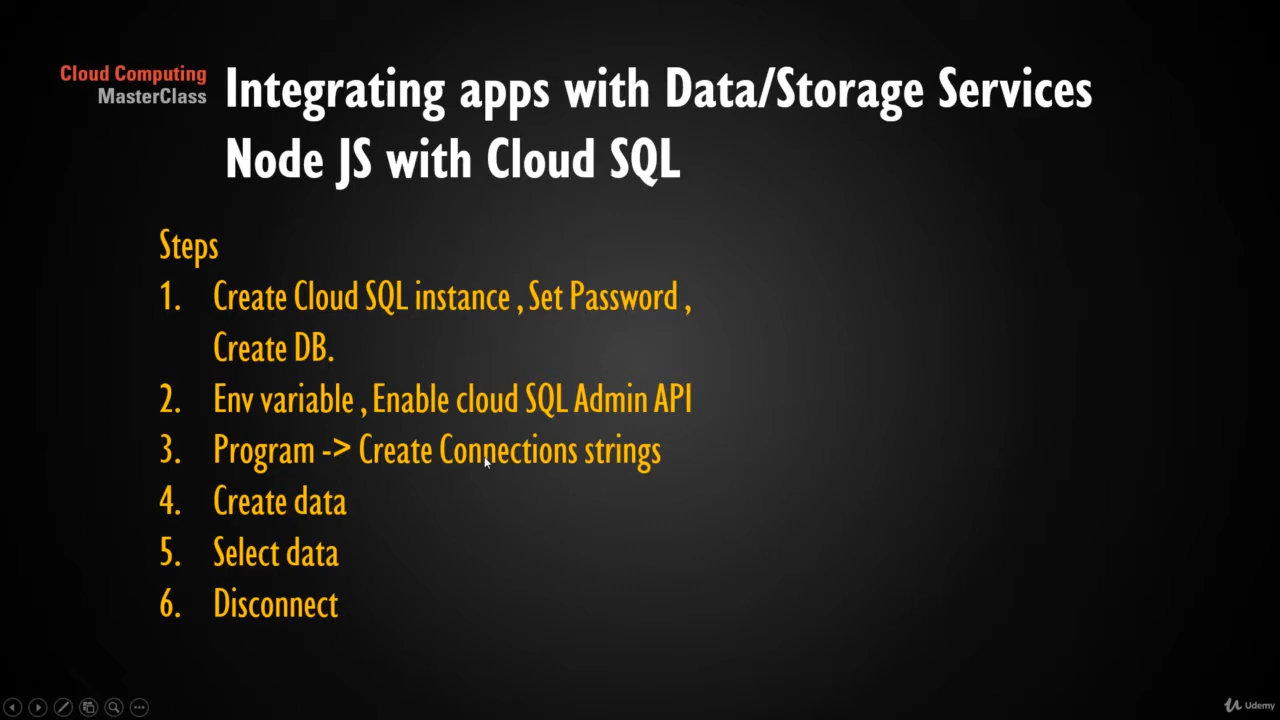 Cloud Computing
MasterClass
Integrating apps with Data/Storage Services
Node JS with Cloud SQL
Steps
1. Create Cloud SQL instance , Set Password ,
Create DB.
2. Env variable , Enable cloud SQL Admin API
3. Program -> Create Connections strings
4. Create data
5. Select data
6. Disconnect
Udemy